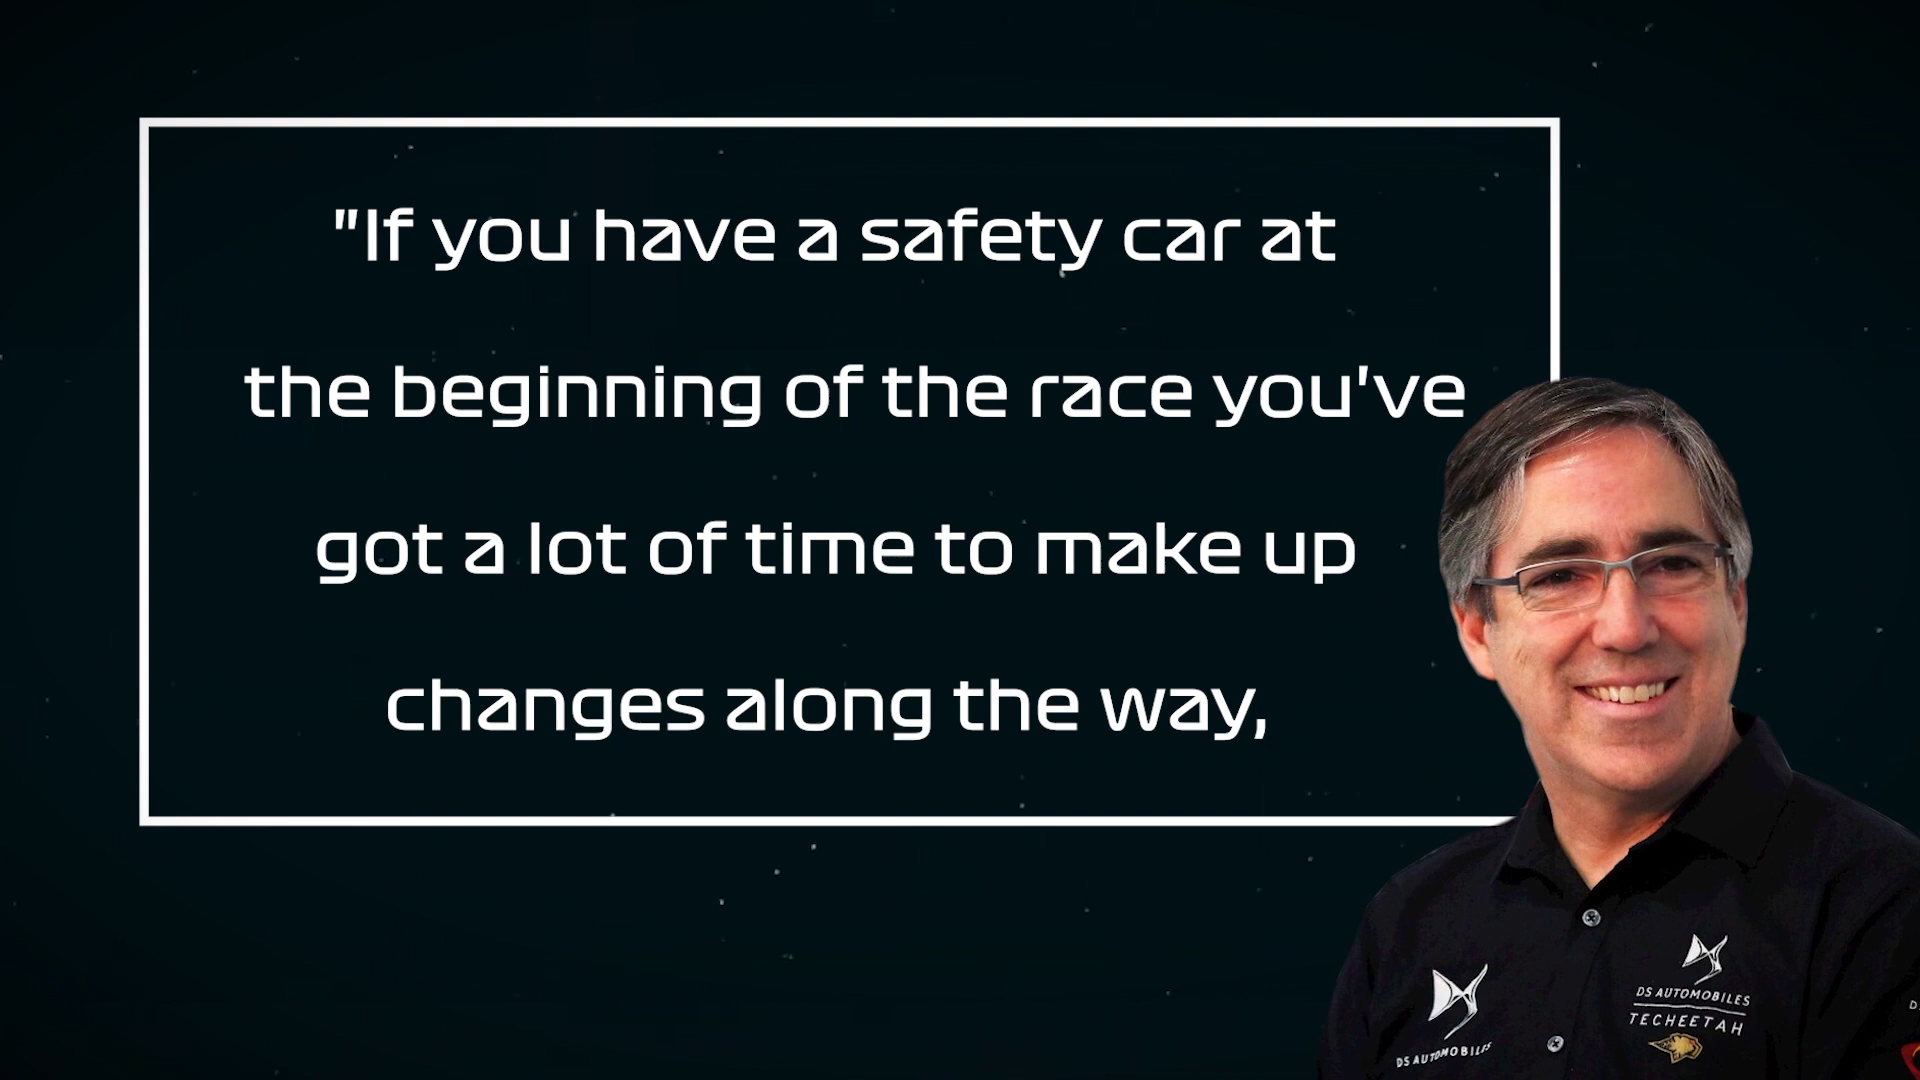 "If you have a safety car at
the beginning of the race you've
got a lot of time to make up
changes along the way,
DS AUTOMOBILES
DS AUTOMOBILES
TECHEETAH